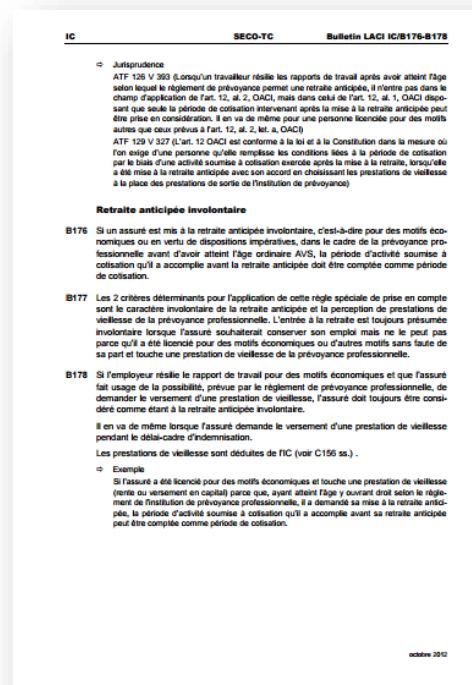 IC SECO-TC Bulletin LACI IC/B176-B178
⇨ Jurisprudence
ATF 126 V 393 (Lorsqu'un travailleur résilie les rapports de travail après avoir atteint l'âge
selon lequel le règlement de prévoyance permet une retraite anticipée, il n'entre pas dans le
champ d'application de l'art. 12, al. 2, OACI, mais dans celui de l'art. 12, al. 1, OACI dispo-
sant que seule la période de cotisation intervenant après la mise à la retraite anticipée peut
être prise en considération. Il en va de même pour une personne licenciée pour des motifs
autres que ceux prévus à l'art. 12, al. 2, let. a, OACI)
ATF 129 V 327 (L'art. 12 OACI est conforme à la loi et à la Constitution dans la mesure où
l'on exige d'une personne qu'elle remplisse les conditions liées à la période de cotisation
par le biais d'une activité soumise à cotisation exercée après la mise à la retraite, lorsqu'elle
a été mise à la retraite anticipée avec son accord en choisissant les prestations de vieillesse
à la place des prestations de sortie de l'institution de prévoyance)
Retraite anticipée involontaire
B176 Si un assuré est mis à la retraite anticipée involontaire, c'est-à-dire pour des motifs éco-
nomiques ou en vertu de dispositions impératives, dans le cadre de la prévoyance pro-
fessionnelle avant d'avoir atteint l'âge ordinaire AVS, la période d'activité soumise à
cotisation qu'il a accomplie avant la retraite anticipée doit être comptée comme période
de cotisation.
B177 Les 2 critères déterminants pour l'application de cette règle spéciale de prise en compte
sont le caractère involontaire de la retraite anticipée et la perception de prestations de
vieillesse de la prévoyance professionnelle. L'entrée à la retraite est toujours présumée
involontaire lorsque l'assuré souhaiterait conserver son emploi mais ne le peut pas
parce qu'il a été licencié pour des motifs économiques ou d'autres motifs sans faute de
sa part et touche une prestation de vieillesse de la prévoyance professionnelle.
B178 Si l'employeur résilie le rapport de travail pour des motifs économiques et que l'assuré
fait usage de la possibilité, prévue par le règlement de prévoyance professionnelle, de
demander le versement d'une prestation de vieillesse, l'assuré doit toujours être consi-
déré comme étant à la retraite anticipée involontaire.
Il en va de même lorsque l'assuré demande le versement d'une prestation de vieillesse
pendant le délai-cadre d'indemnisation.
Les prestations de vieillesse sont déduites de l'IC (voir C156 ss.) .
⇨ Exemple
Si l'assuré a été licencié pour des motifs économiques et touche une prestation de vieillesse
(rente ou versement en capital) parce que, ayant atteint l'âge y ouvrant droit selon le règle-
ment de l'institution de prévoyance professionnelle, il a demandé sa mise à la retraite antici-
pée, la période d'activité soumise à cotisation qu'il a accomplie avant sa retraite anticipée
peut être comptée comme période de cotisation.
octobre 2012